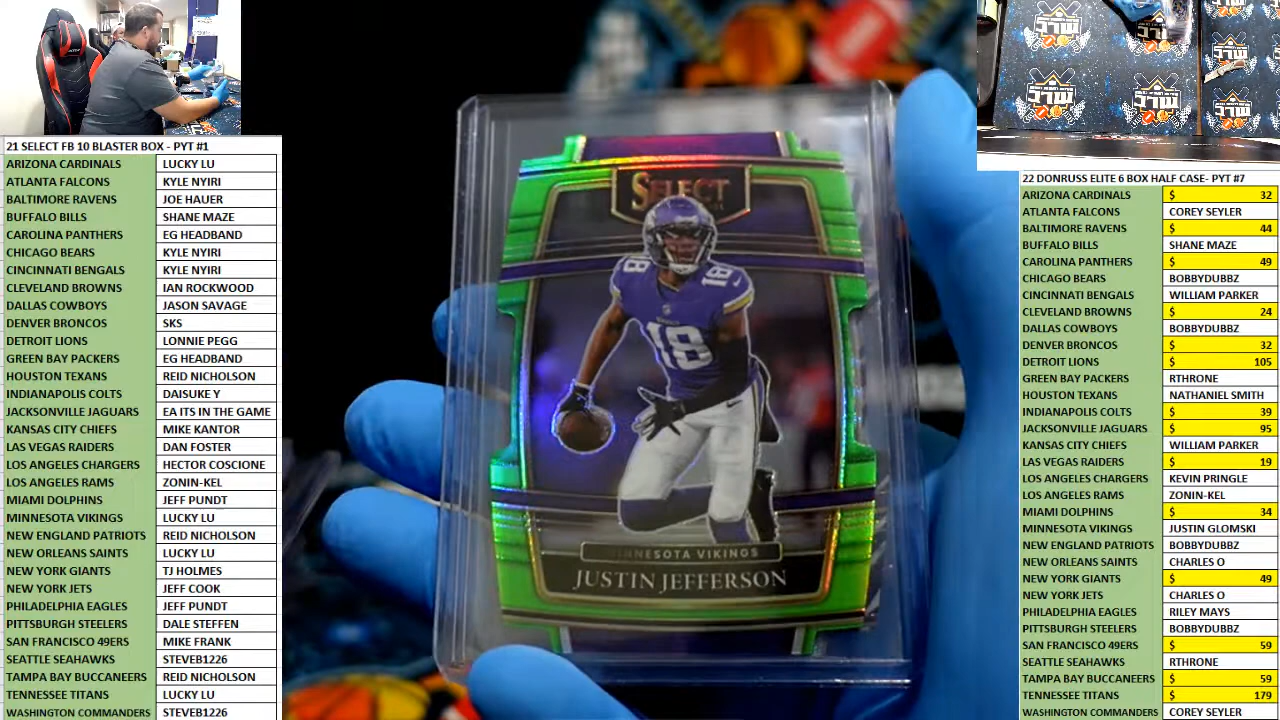 21 SELECT FB 10 BLASTER BOX - PYT #1
ARIZONA CARDINALS LUCKY LU
ATLANTA FALCONS KYLE NYIRI
BALTIMORE RAVENS JOE HAUER
BUFFALO BILLS SHANE MAZE
CAROLINA PANTHERS EG HEADBAND
CHICAGO BEARS KYLE NYIRI
CINCINNATI BENGALS KYLE NYIRI
CLEVELAND BROWNS IAN ROCKWOOD
DALLAS COWBOYS JASON SAVAGE
DENVER BRONCOS SKS
DETROIT LIONS LONNIE PEGG
GREEN BAY PACKERS EG HEADBAND
HOUSTON TEXANS REID NICHOLSON
INDIANAPOLIS COLTS DAISUKE Y
JACKSONVILLE JAGUARS EA ITS IN THE GAME
KANSAS CITY CHIEFS MIKE KANTOR
LAS VEGAS RAIDERS DAN FOSTER
LOS ANGELES CHARGERS HECTOR COSCIONE
LOS ANGELES RAMS ZONIN-KEL
MIAMI DOLPHINS JEFF PUNDT
MINNESOTA VIKINGS LUCKY LU
NEW ENGLAND PATRIOTS REID NICHOLSON
NEW ORLEANS SAINTS LUCKY LU
NEW YORK GIANTS TJ HOLMES
NEW YORK JETS JEFF COOK
PHILADELPHIA EAGLES JEFF PUNDT
PITTSBURGH STEELERS DALE STEFFEN
SAN FRANCISCO 49ERS MIKE FRANK
SEATTLE SEAHAWKS STEVEB1226
TAMPA BAY BUCCANEERS REID NICHOLSON
TENNESSEE TITANS LUCKY LU
WASHINGTON COMMANDERS STEVEB1226
SELECT
18 18
18
MINNESOTA VIKINGS
JUSTIN JEFFERSON
שרב
שרב
שרב
שרב
22 DONRUSS ELITE 6 BOX HALF CASE- PYT #7
ARIZONA CARDINALS $ 32
ATLANTA FALCONS COREY SEYLER
BALTIMORE RAVENS $ 44
BUFFALO BILLS SHANE MAZE
CAROLINA PANTHERS $ 49
CHICAGO BEARS BOBBYDUBBZ
CINCINNATI BENGALS WILLIAM PARKER
CLEVELAND BROWNS $ 24
DALLAS COWBOYS BOBBYDUBBZ
DENVER BRONCOS $ 32
DETROIT LIONS $ 105
GREEN BAY PACKERS RTHRONE
HOUSTON TEXANS NATHANIEL SMITH
INDIANAPOLIS COLTS $ 39
JACKSONVILLE JAGUARS $ 95
KANSAS CITY CHIEFS WILLIAM PARKER
LAS VEGAS RAIDERS $ 19
LOS ANGELES CHARGERS KEVIN PRINGLE
LOS ANGELES RAMS ZONIN-KEL
MIAMI DOLPHINS $ 34
MINNESOTA VIKINGS JUSTIN GLOMSKI
NEW ENGLAND PATRIOTS BOBBYDUBBZ
NEW ORLEANS SAINTS CHARLES O
NEW YORK GIANTS $ 49
NEW YORK JETS CHARLES O
PHILADELPHIA EAGLES RILEY MAYS
PITTSBURGH STEELERS BOBBYDUBBZ
SAN FRANCISCO 49ERS $ 59
SEATTLE SEAHAWKS RTHRONE
TAMPA BAY BUCCANEERS $ 59
TENNESSEE TITANS $ 179
WASHINGTON COMMANDERS COREY SEYLER